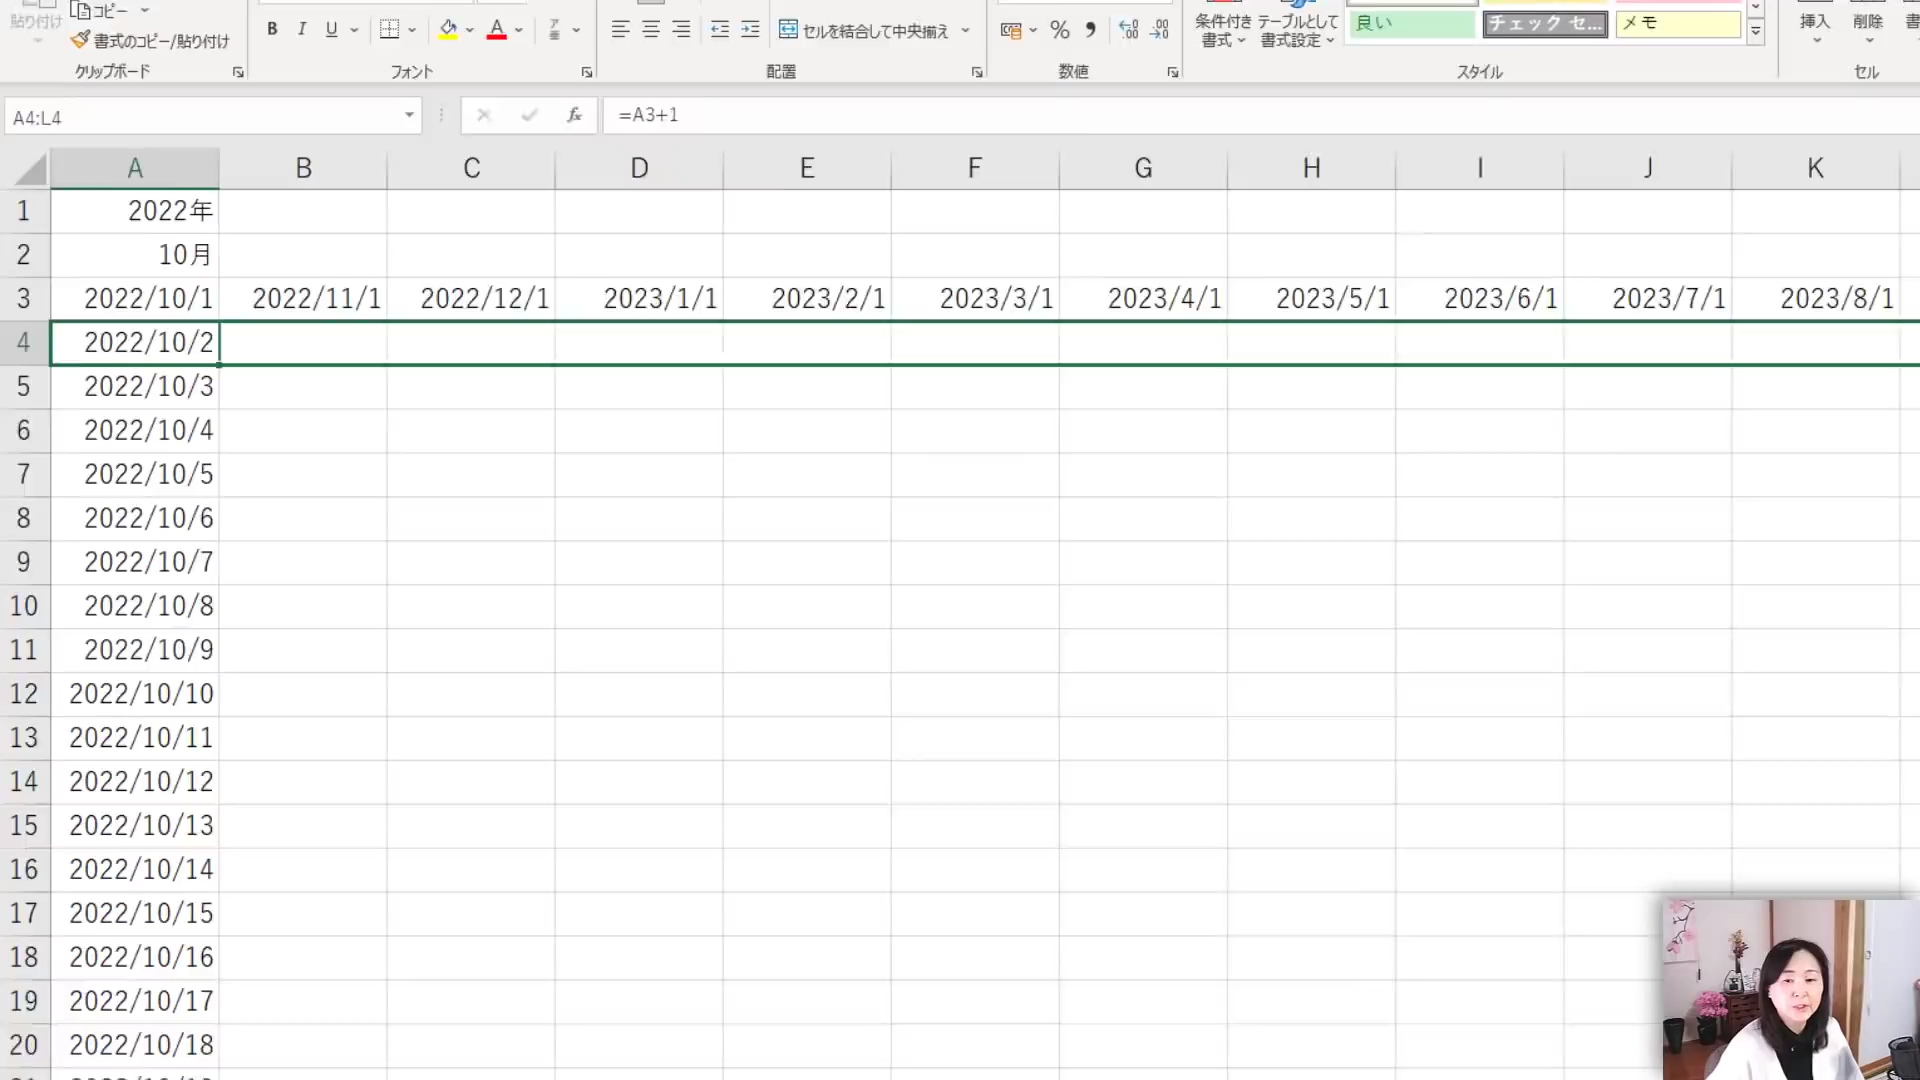 貼り付け
コピー
書式のコピー/貼り付け
クリップボード
B I U
A
フォント
セルを結合して中央揃え
配置
% 9
数値
条件付き
書式
テーブルとして
書式設定
良い
チェック セ...
メモ
スタイル
挿入
削除
セル
A4:L4
fx
=A3+1
A B C D E F G H I J K
1 2022年
2 10月
3 2022/10/1 2022/11/1 2022/12/1 2023/1/1 2023/2/1 2023/3/1 2023/4/1 2023/5/1 2023/6/1 2023/7/1 2023/8/1
4 2022/10/2
5 2022/10/3
6 2022/10/4
7 2022/10/5
8 2022/10/6
9 2022/10/7
10 2022/10/8
11 2022/10/9
12 2022/10/10
13 2022/10/11
14 2022/10/12
15 2022/10/13
16 2022/10/14
17 2022/10/15
18 2022/10/16
19 2022/10/17
20 2022/10/18